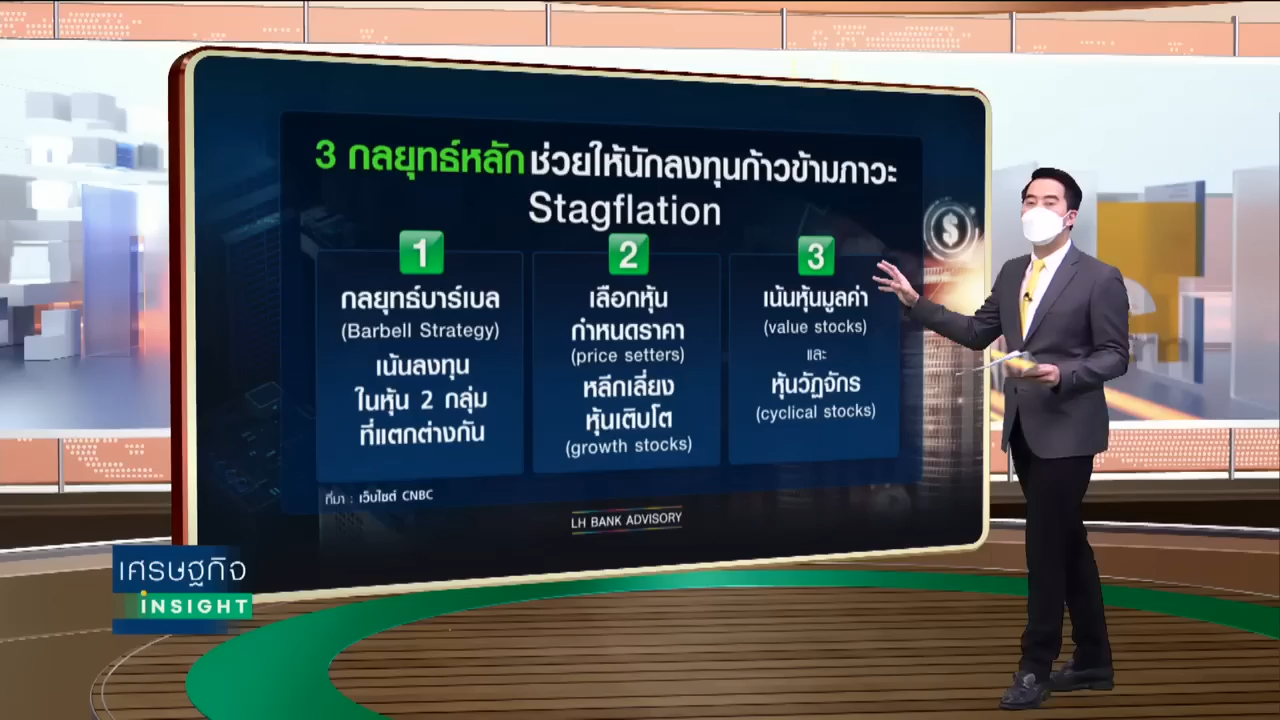 3 กลยุทธ์หลัก ช่วยให้นักลงทุนก้าวข้ามภาวะ
Stagflation
1
กลยุทธ์บาร์เบล
(Barbell Strategy)
เน้นลงทุน
ในหุ้น 2 กลุ่ม
ที่แตกต่างกัน
2
เลือกหุ้น
กำหนดราคา
(price setters)
หลีกเลี่ยง
หุ้นเติบโต
(growth stocks)
3
เน้นหุ้นมูลค่า
(value stocks)
และ
หุ้นวัฏจักร
(cyclical stocks)
ที่มา : เว็บไซต์ CNBC
LH BANK ADVISORY
เศรษฐกิจ
INSIGHT